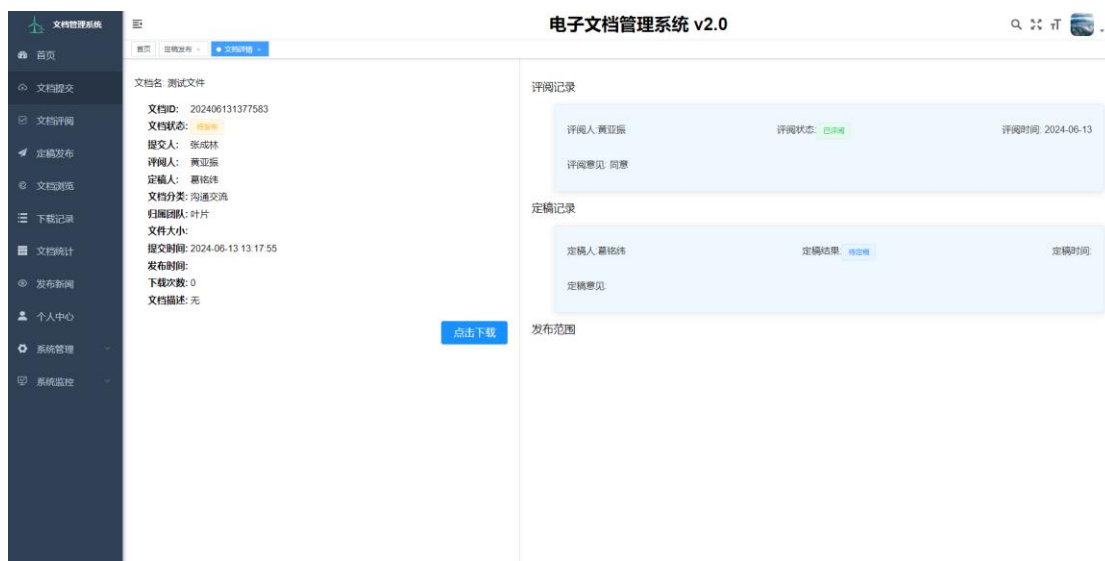 文档管理系统
电子文档管理系统 v2.0
首页
定稿发布
文档详情
首页
文档提交
文档评阅
定稿发布
文档浏览
下载记录
文档统计
发布新闻
个人中心
系统管理
系统监控
文档名: 测试文件
文档ID: 202406131377583
文档状态: 待发布
提交人: 张成林
评阅人: 黄亚振
定稿人: 墓铭纬
文档分类: 沟通交流
归属团队: 叶片
文件大小:
提交时间: 2024-06-13 13:17:55
发布时间:
下载次数: 0
文档描述: 无
点击下载
评阅记录
评阅人:黄亚振 评阅状态: 已评阅 评阅时间: 2024-06-13
评阅意见: 同意
定稿记录
定稿人:墓铭纬 定稿结果: 待定稿 定稿时间:
定稿意见:
发布范围